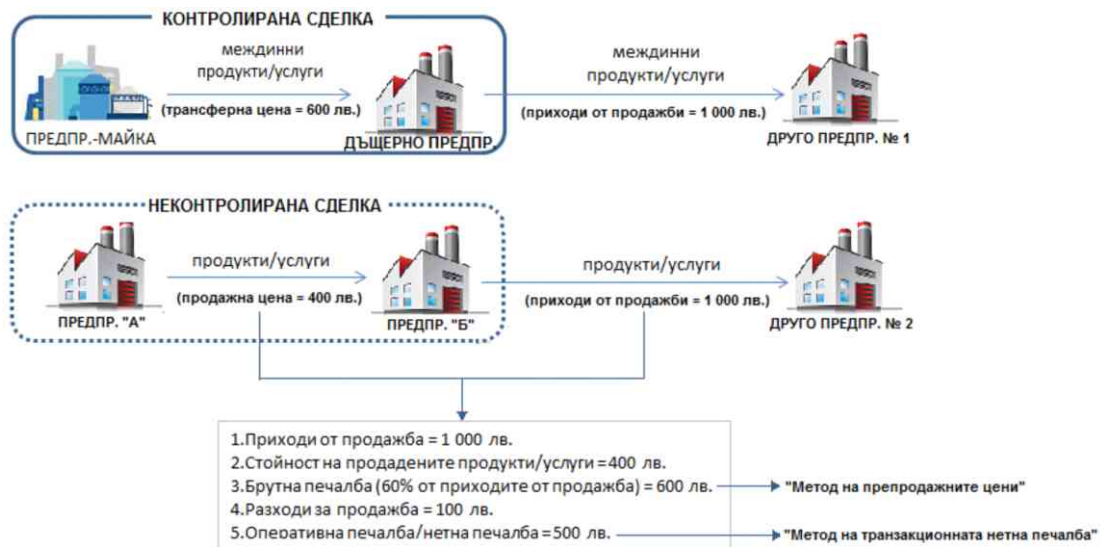 КОНТРОЛИРАНА СДЕЛКА
междинни
продукти/услуги
(трансферна цена = 600 лв.)
междинни
продукти/услуги
(приходи от продажби = 1 000 лв.)
ПРЕДПР.-МАЙКА
ДЪЩЕРНО ПРЕДПР.
ДРУГО ПРЕДПР. № 1
НЕКОНТРОЛИРАНА СДЕЛКА
продукти/услуги
(продажна цена = 400 лв.)
продукти/услуги
(приходи от продажби = 1 000 лв.)
ПРЕДПР. "А"
ПРЕДПР. "Б"
ДРУГО ПРЕДПР. № 2
1.Приходи от продажба = 1 000 лв.
2.Стойност на продадените продукти/услуги =400 лв.
3.Брутна печалба (60% от приходите от продажба) = 600 лв.
"Метод на препродажните цени"
4.Разходи за продажба = 100 лв.
5.Оперативна печалба/нетна печалба =500 лв.
"Метод на транзакционната нетна печалба"